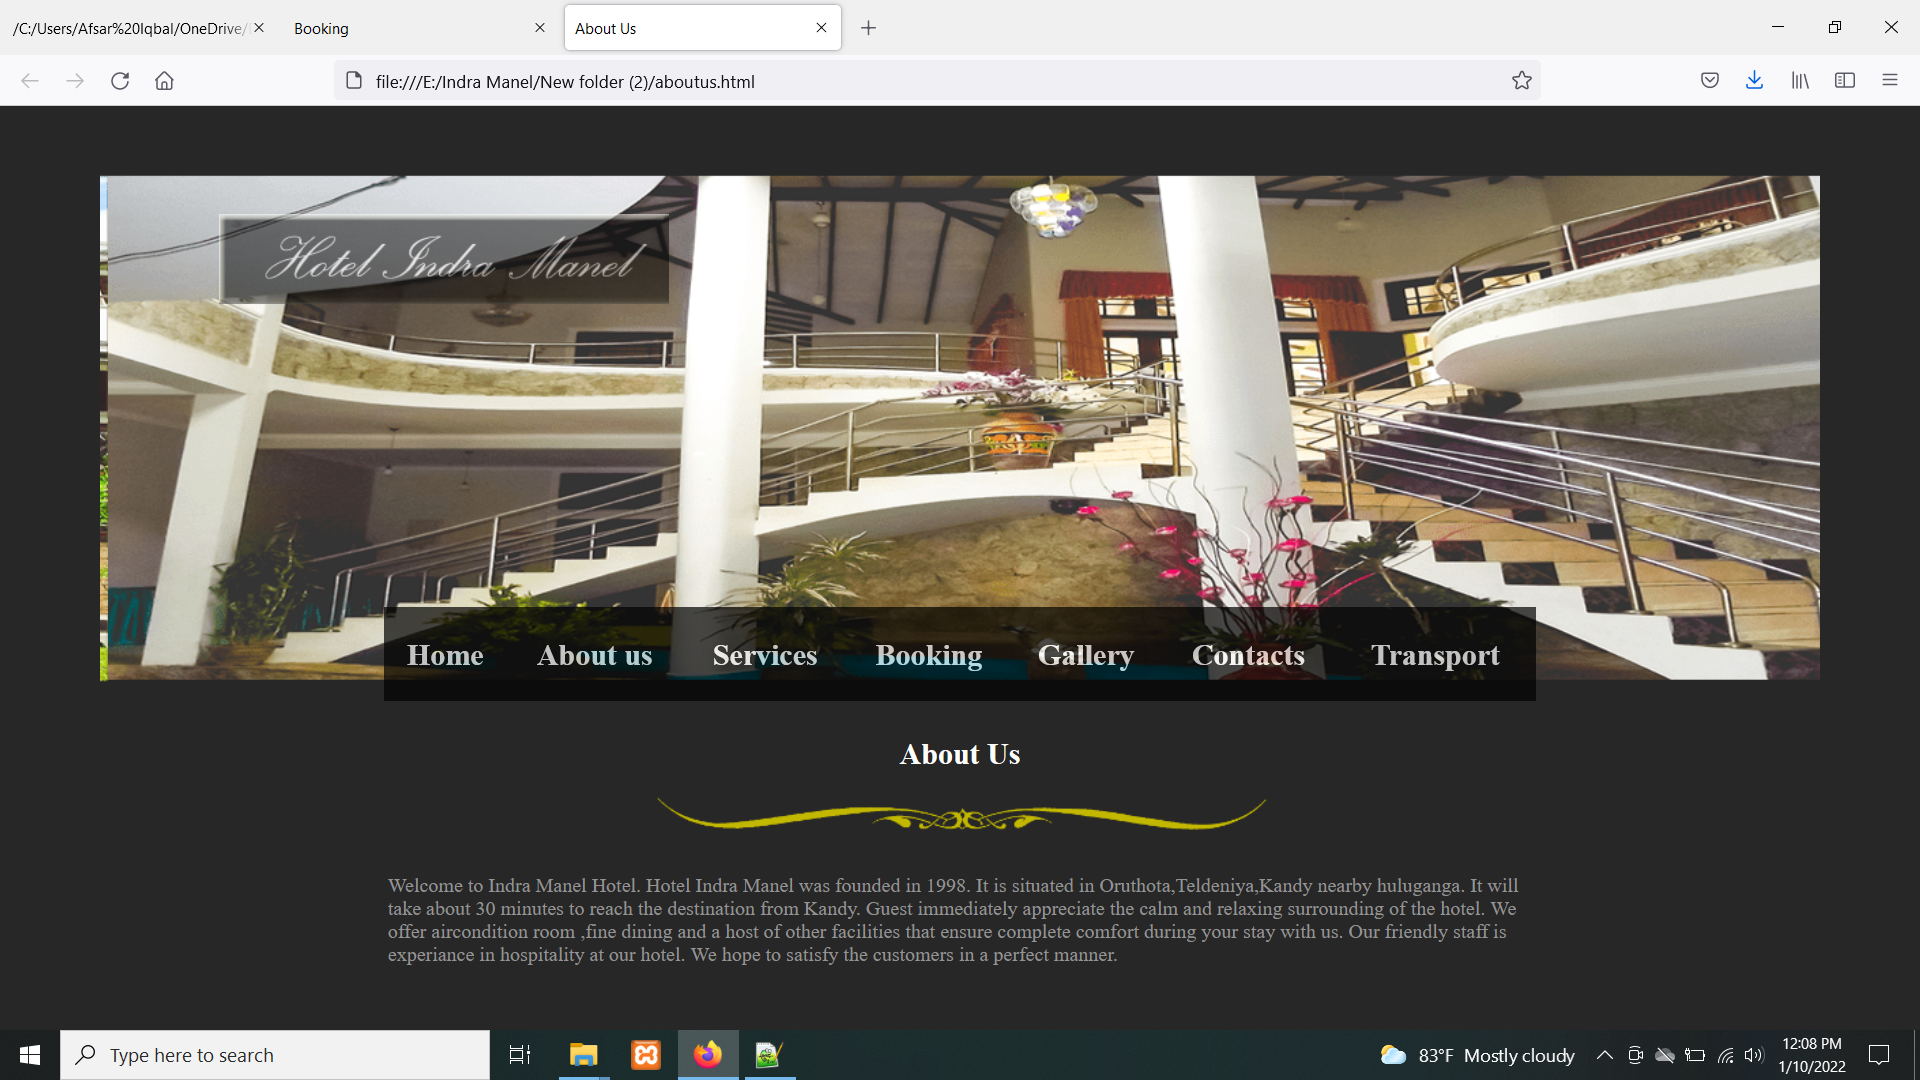 /C:/Users/Afsar%20Iqbal/OneDrive/
Booking
About Us
file:///E:/Indra Manel/New folder (2)/aboutus.html
Hotel Indra Manel
Home About us Services Booking Gallery Contacts Transport
About Us
Welcome to Indra Manel Hotel. Hotel Indra Manel was founded in 1998. It is situated in Oruthota,Teldeniya,Kandy nearby huluganga. It will
take about 30 minutes to reach the destination from Kandy. Guest immediately appreciate the calm and relaxing surrounding of the hotel. We
offer aircondition room ,fine dining and a host of other facilities that ensure complete comfort during your stay with us. Our friendly staff is
experiance in hospitality at our hotel. We hope to satisfy the customers in a perfect manner.
Type here to search
83°F Mostly cloudy
12:08 PM
1/10/2022